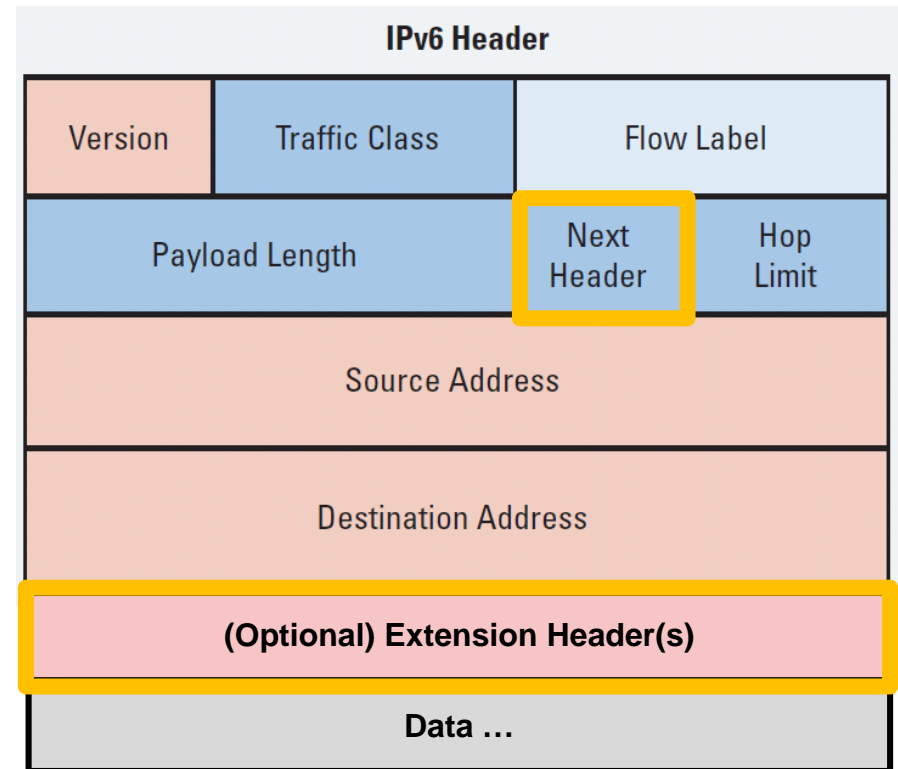 IPv6 Header
Version Traffic Class Flow Label
Payload Length Next Header Hop Limit
Source Address
Destination Address
(Optional) Extension Header(s)
Data …